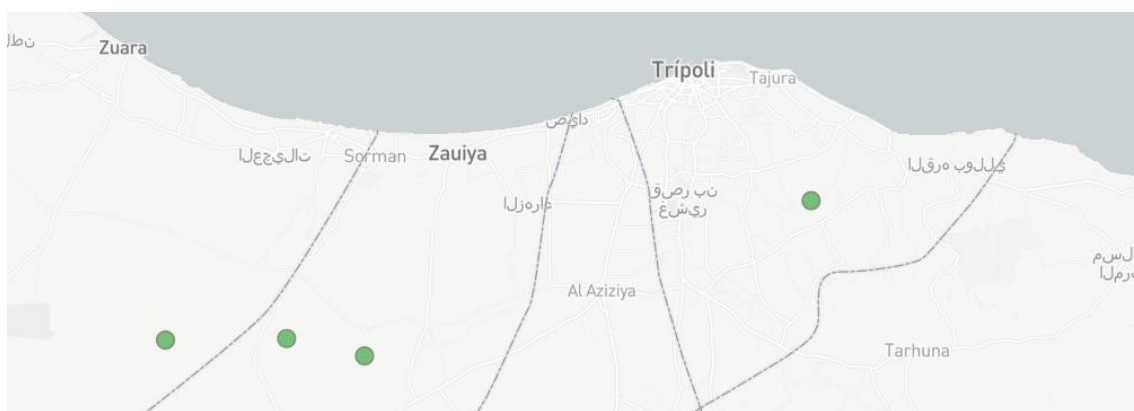 Zuara
Trípoli
Tajura
صياد
العجيلات
Sorman
Zauiya
القره بوللي
الزهراء
قصر بن
غشير
Al Aziziya
Tarhuna